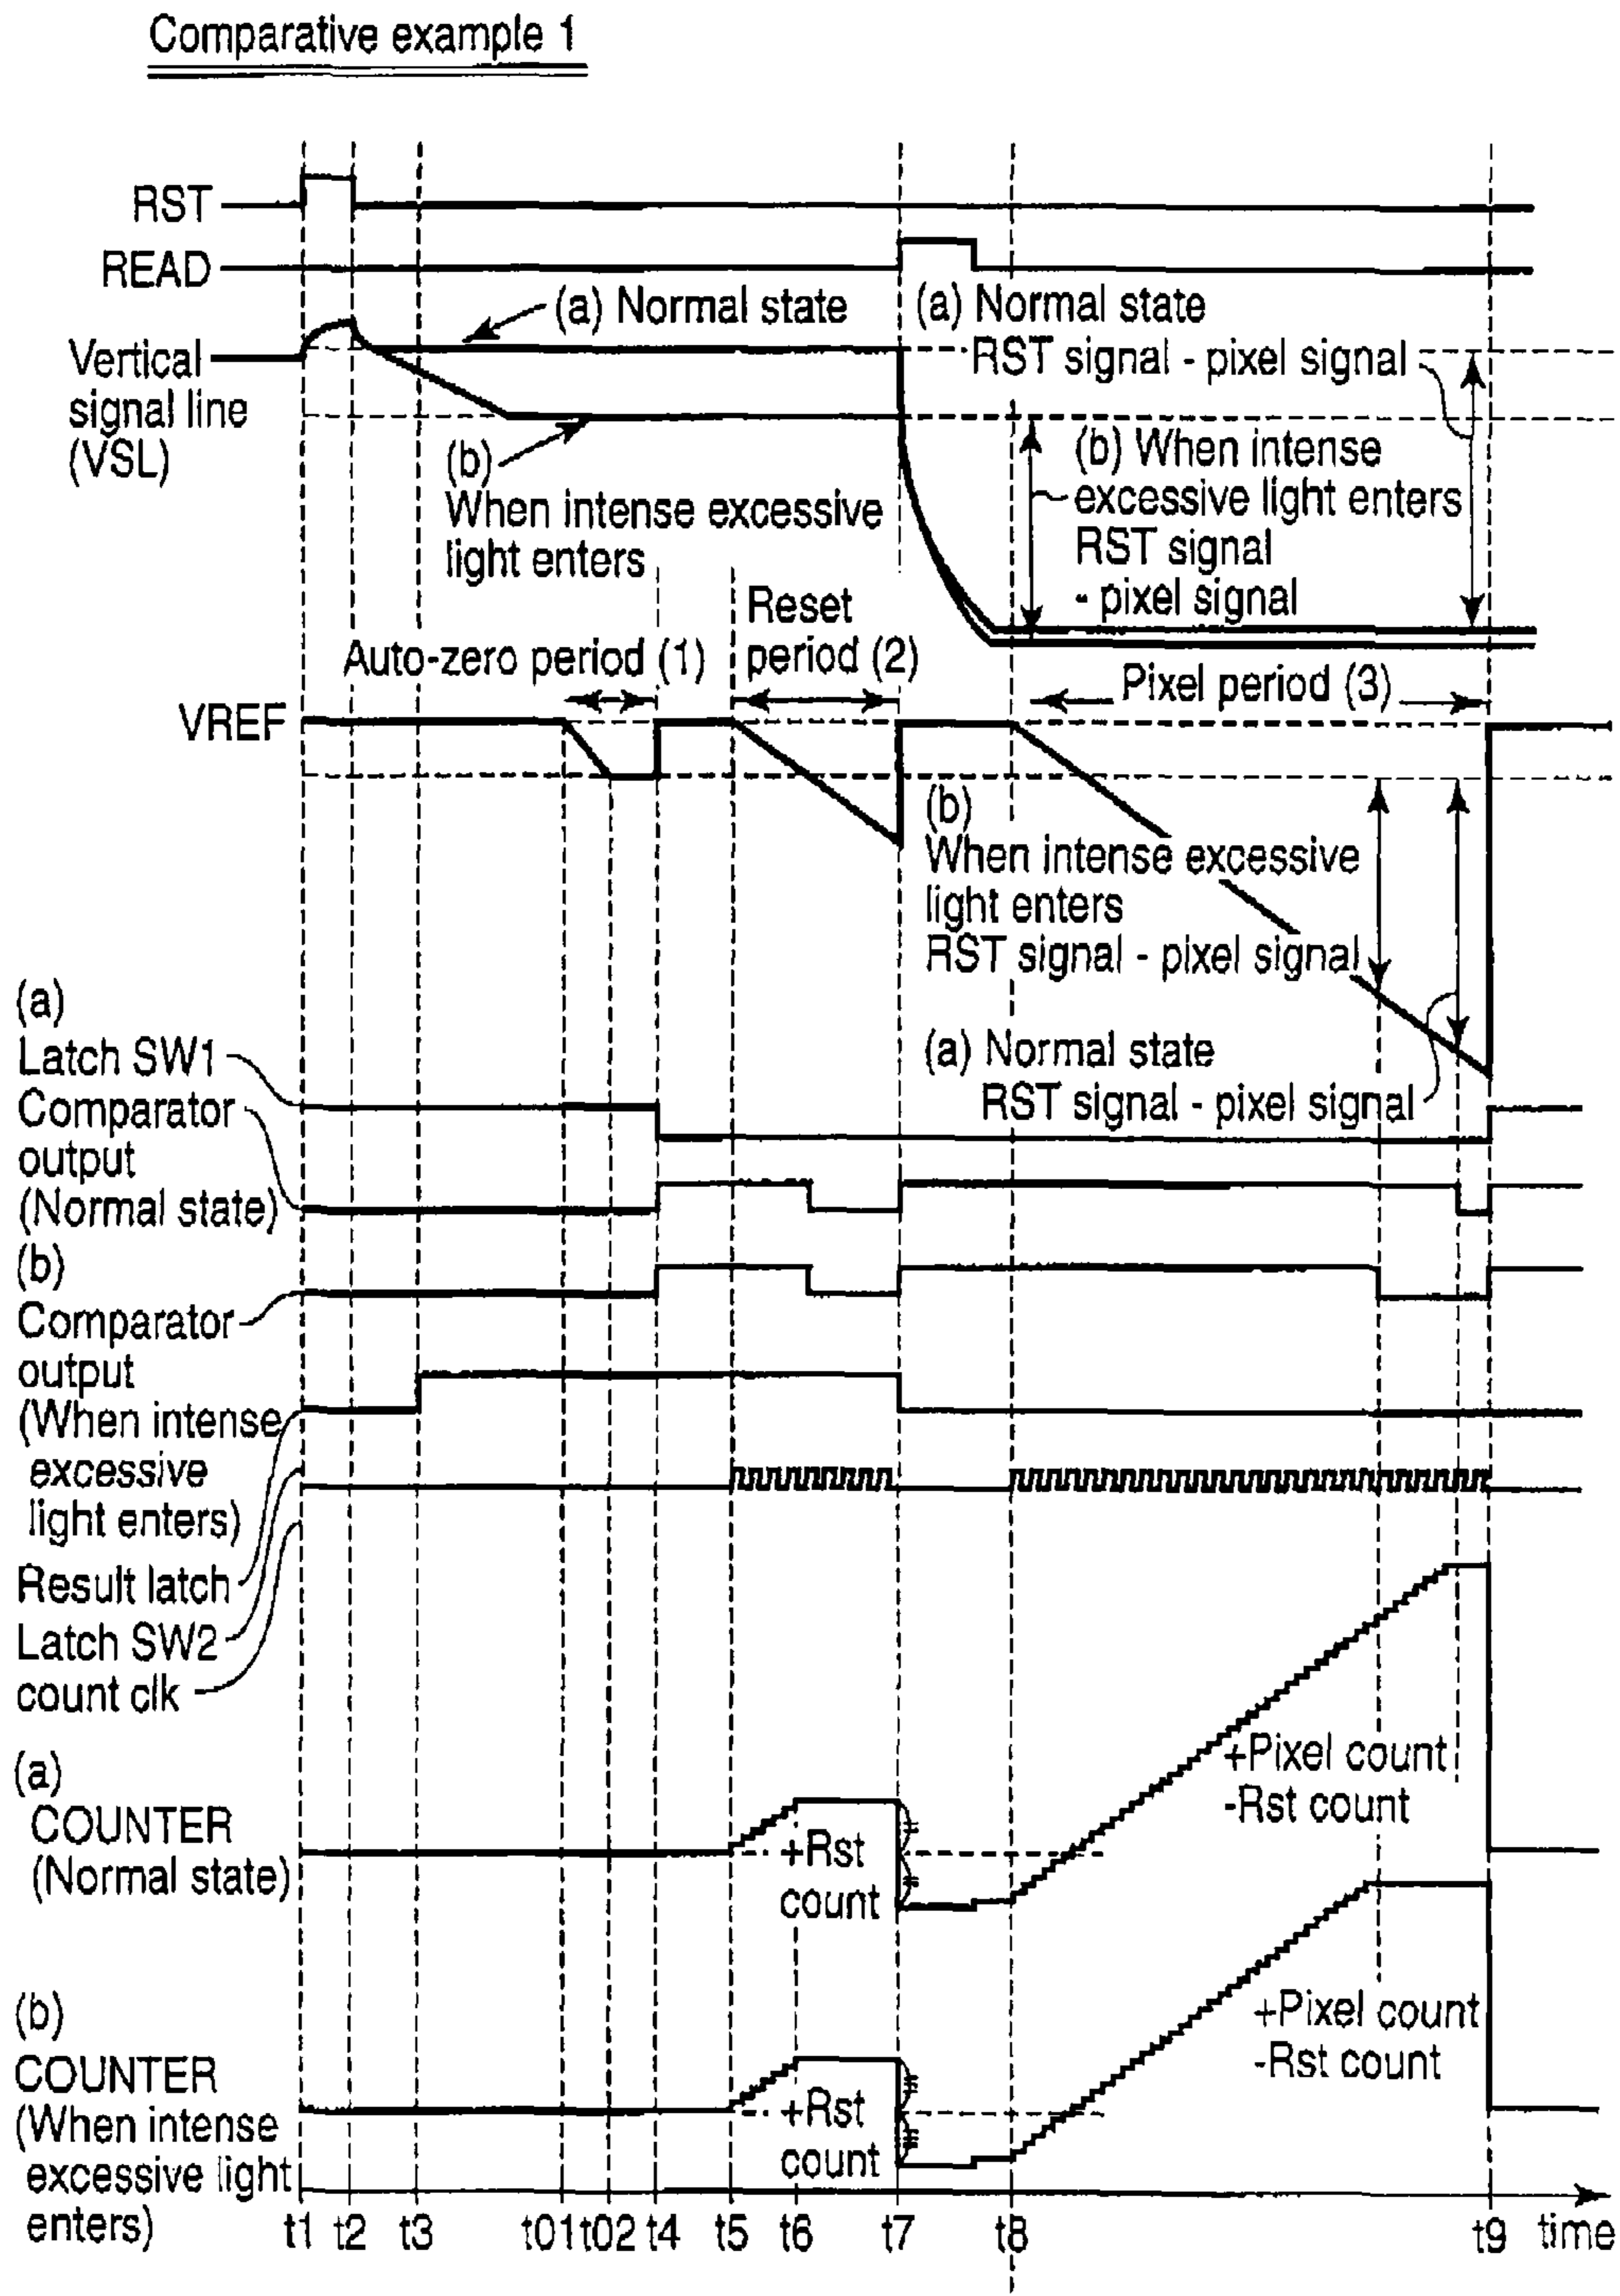 Comparative example 1
RST
READ
(a) Normal state
(a) Normal state
RST signal - pixel signal
Vertical
signal line
(VSL)
(b)
When intense excessive
light enters
(b) When intense
excessive light enters
RST signal
- pixel signal
Reset
period (2)
Auto-zero period (1)
Pixel period (3)
VREF
(b)
When intense excessive
light enters
RST signal - pixel signal
(a) Normal state
RST signal - pixel signal
(a)
Latch SW1
Comparator
output
(Normal state)
(b)
Comparator
output
(When intense
excessive
light enters)
Result latch
Latch SW2
count clk
(a)
COUNTER
(Normal state)
+Rst
count
+Pixel count
-Rst count
(b)
COUNTER
(When intense
excessive light
enters)
+Rst
count
+Pixel count
-Rst count
t1 t2 t3 t01 t02 t4 t5 t6 t7 t8 t9 time